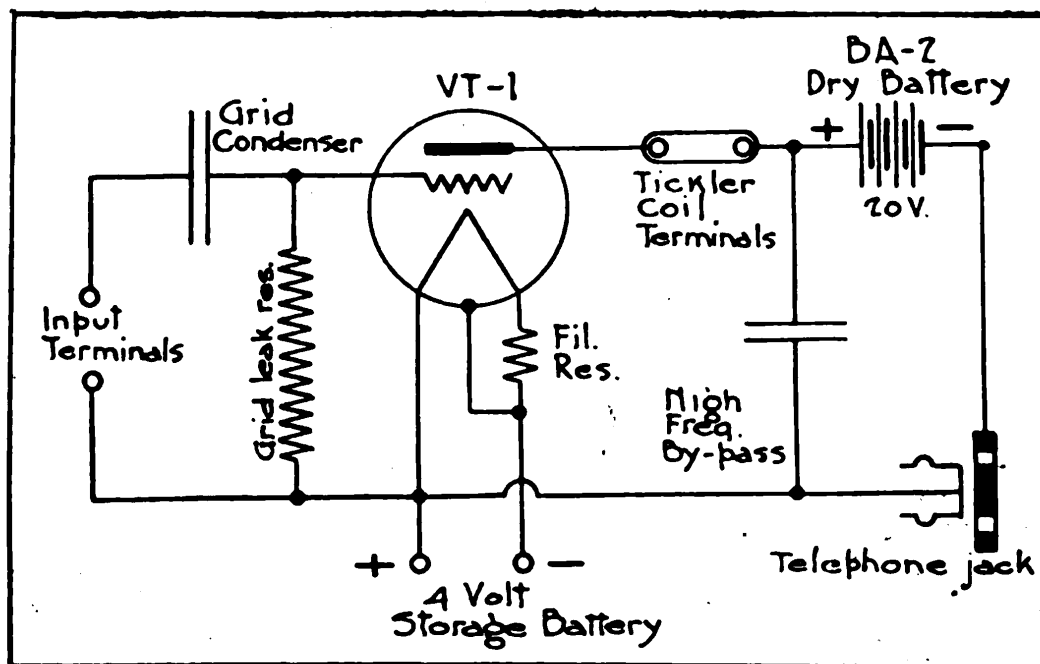 VT-1
BA-2
Dry Battery
+ −
20 V.
Grid
Condenser
Tickler
Coil.
Terminals
Input
Terminals
Grid leak res.
Fil.
Res.
High
Freq.
By-pass
Telephone jack
+ −
4 Volt
Storage Battery